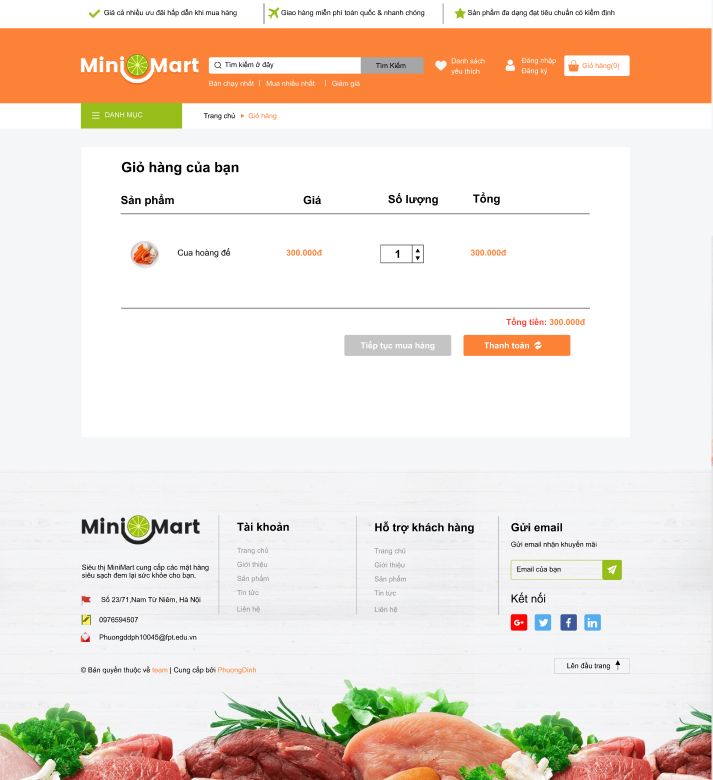 Giá cả nhiều ưu đãi hấp dẫn khi mua hàng
Giao hàng miễn phí toàn quốc & nhanh chóng
Sản phẩm đa dạng đạt tiêu chuẩn có kiểm định
Mini Mart
Tìm kiếm ở đây
Tìm Kiếm
Danh sách
yêu thích
Đăng nhập
Đăng ký
Giỏ hàng(0)
Bán chạy nhất | Mua nhiều nhất | Giảm giá
DANH MỤC
Trang chủ
Giỏ hàng
Giỏ hàng của bạn
Sản phẩm Giá Số lượng Tổng
Cua hoàng đế 300.000đ 1 300.000đ
Tổng tiền: 300.000đ
Tiếp tục mua hàng
Thanh toán
Mini Mart
Siêu thị MiniMart cung cấp các mặt hàng
siêu sạch đem lại sức khỏe cho bạn.
Số 23/71,Nam Từ Niêm, Hà Nội
0976594507
Phuongddph10045@fpt.edu.vn
Tài khoản
Trang chủ
Giới thiệu
Sản phẩm
Tin tức
Liên hệ
Hỗ trợ khách hàng
Trang chủ
Giới thiệu
Sản phẩm
Tin tức
Liên hệ
Gửi email
Gửi email nhận khuyến mãi
Email của bạn
Kết nối
G+
f
in
© Bán quyền thuộc về team | Cung cấp bởi PhuongDinh
Lên đầu trang